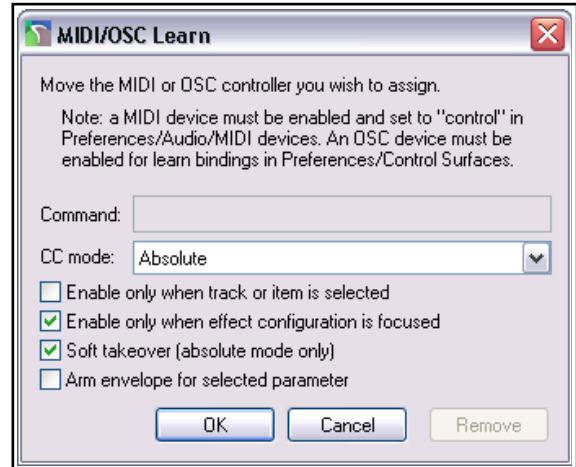 MIDI/OSC Learn
Move the MIDI or OSC controller you wish to assign.
Note: a MIDI device must be enabled and set to "control" in
Preferences/Audio/MIDI devices. An OSC device must be
enabled for learn bindings in Preferences/Control Surfaces.
Command:
CC mode: Absolute
Enable only when track or item is selected
Enable only when effect configuration is focused
Soft takeover (absolute mode only)
Arm envelope for selected parameter
OK Cancel Remove